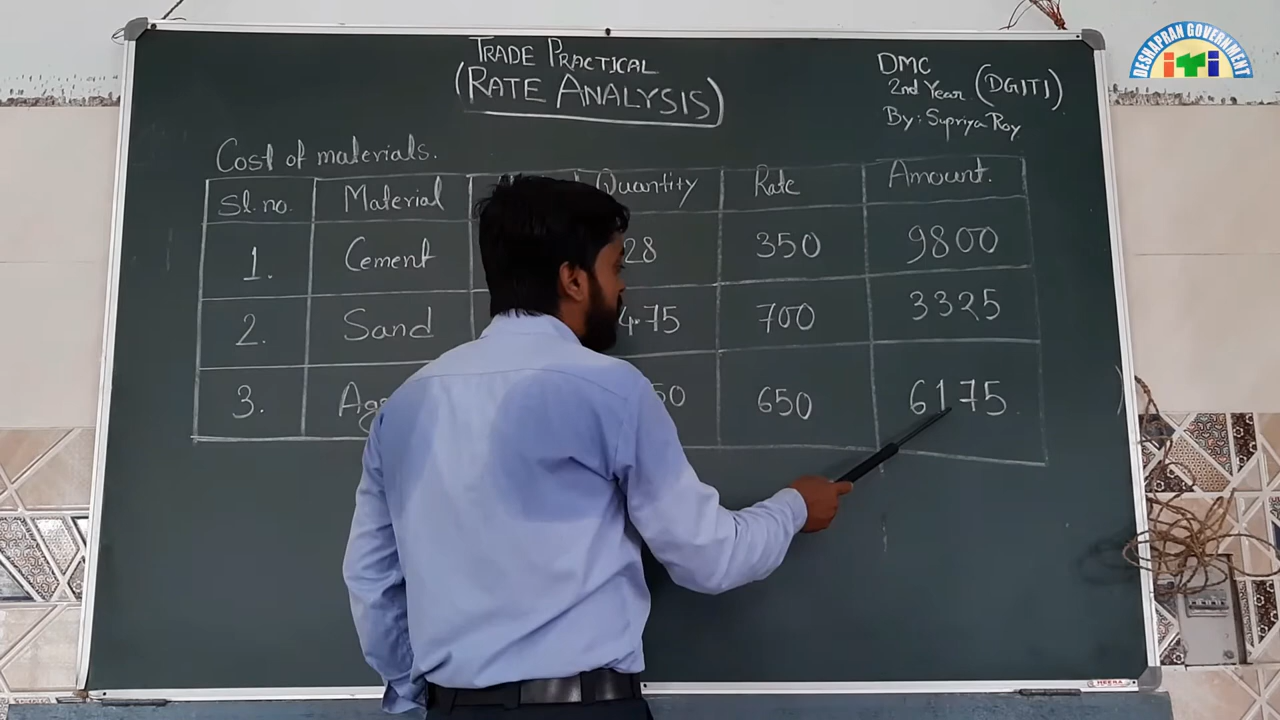 TRADE PRACTICAL
(RATE ANALYSIS)
DMC
2nd Year (DGITI)
By: Supriya Roy
DESHAPRAN GOVERNMENT
iTi
Cost of materials.
Sl. no. Material Quantity Rate Amount.
1. Cement 28 350 9800
2. Sand 4.75 700 3325
3. 50 650 6175